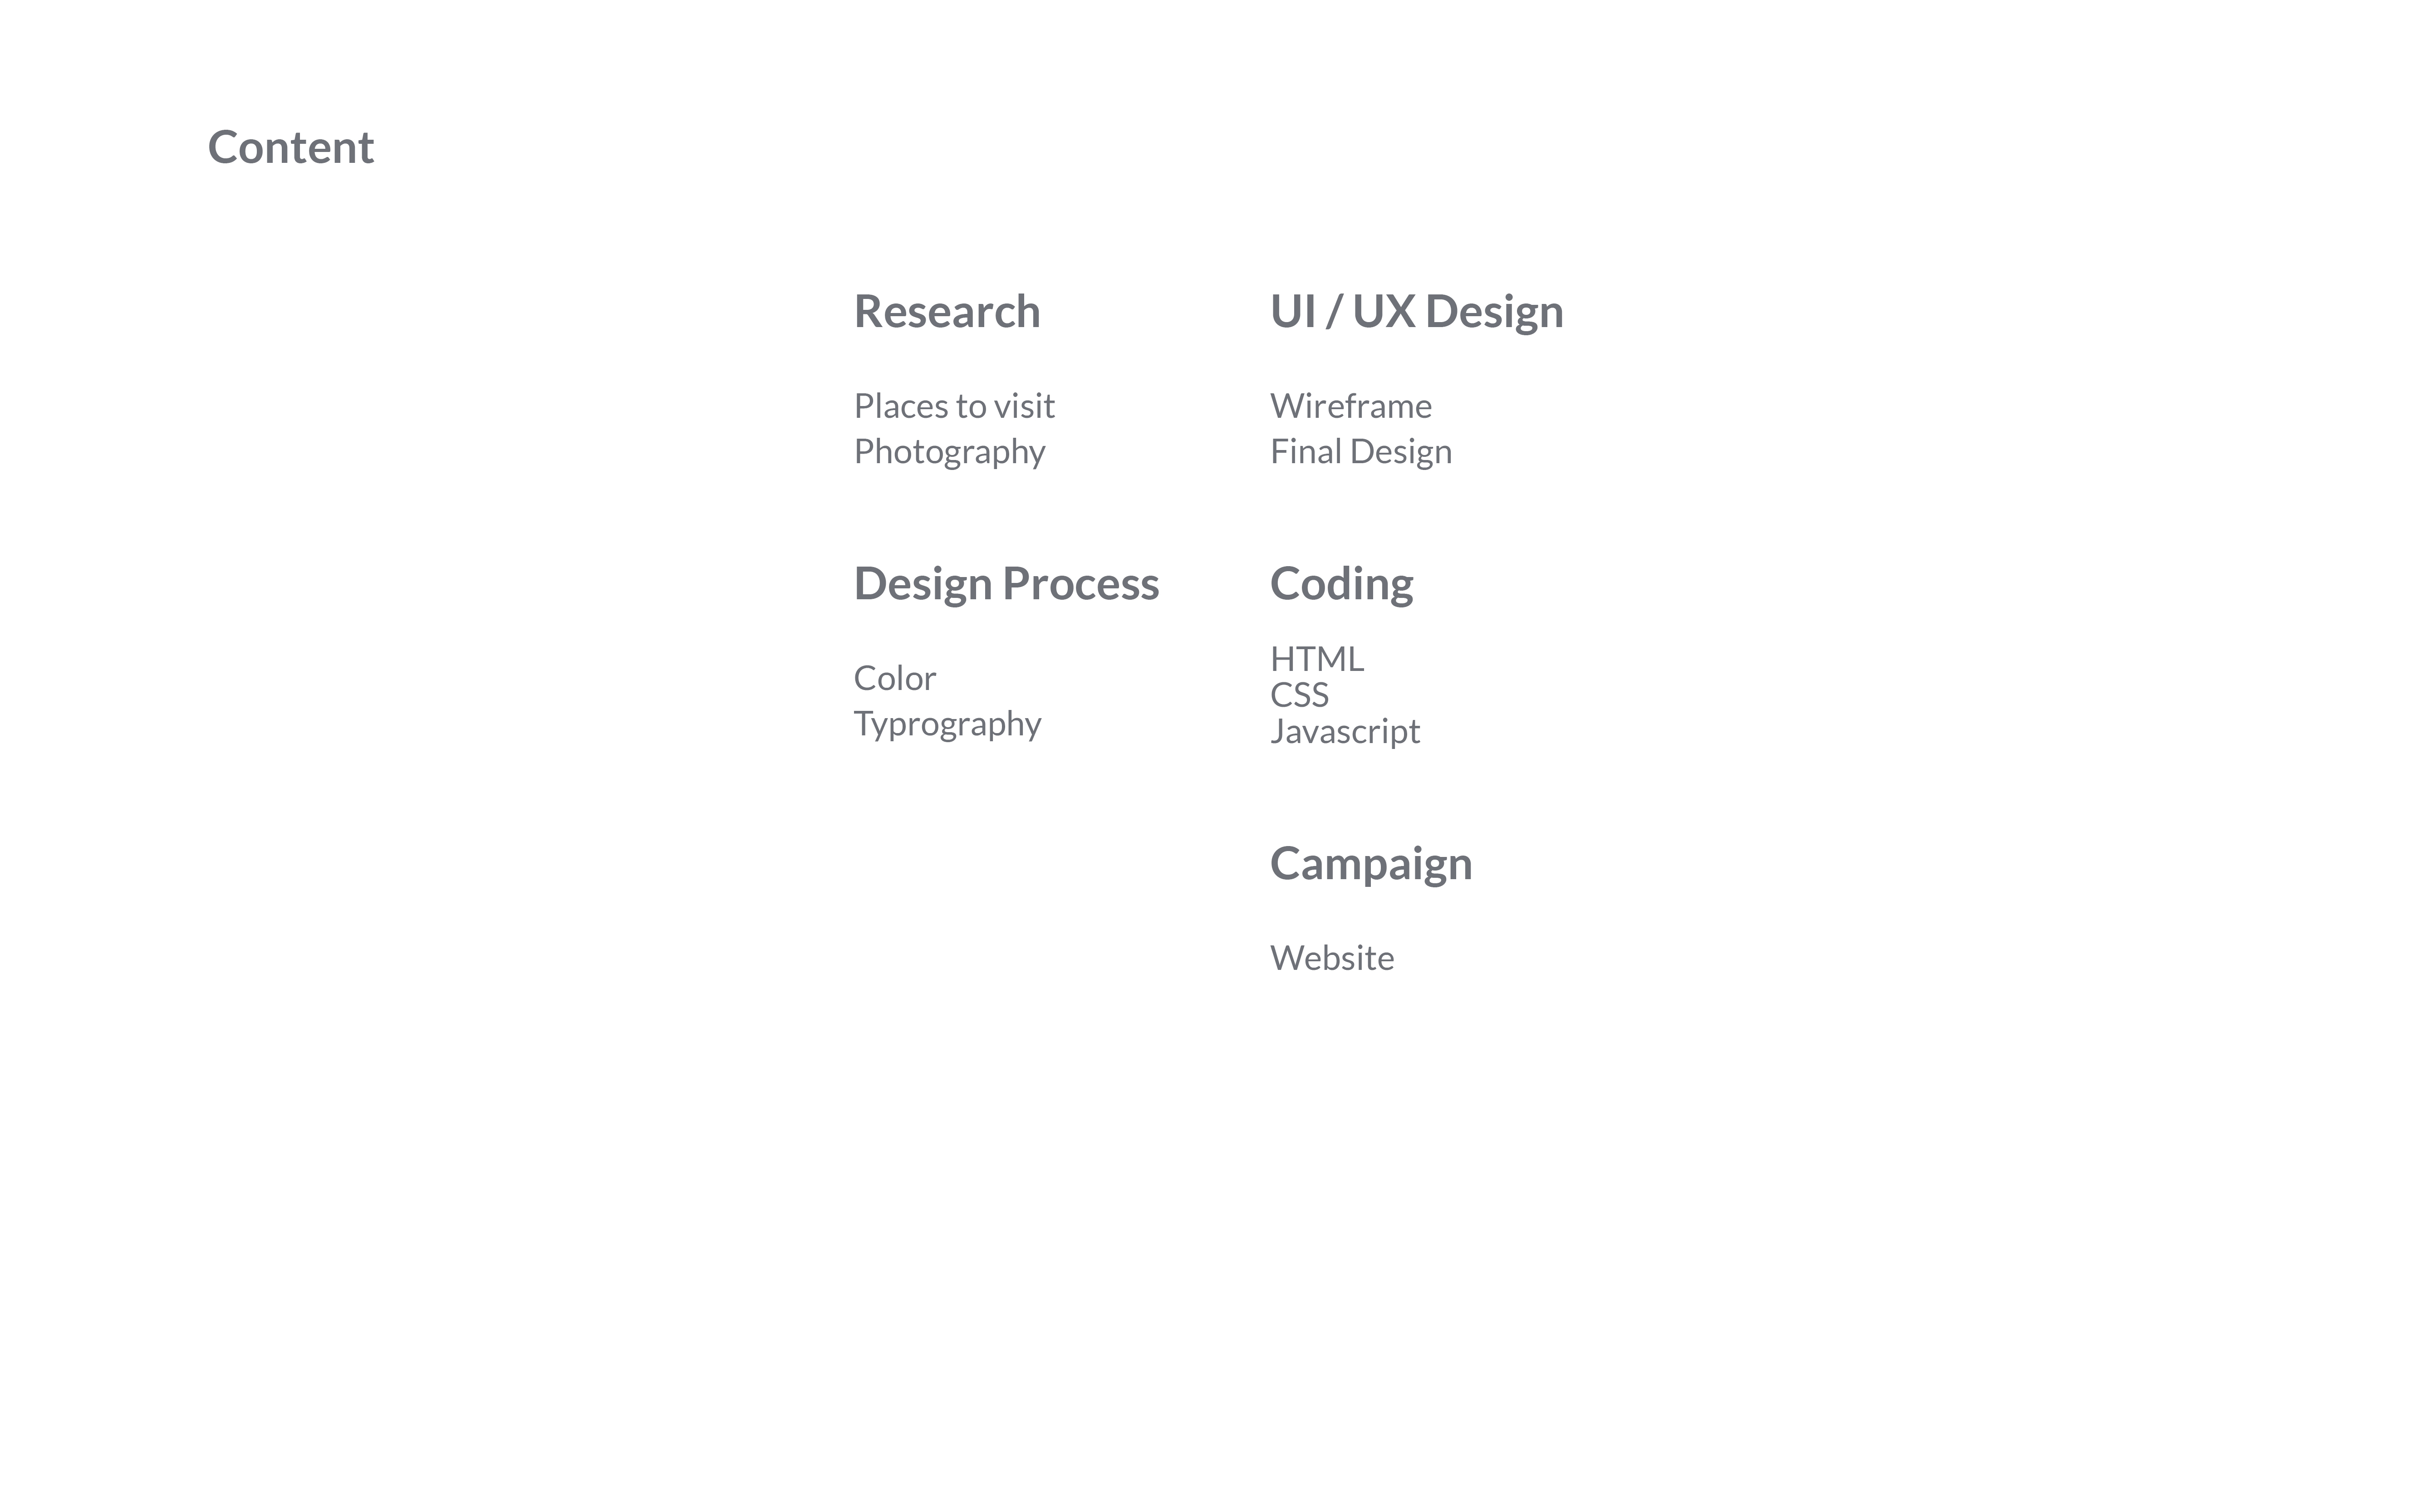 Content
Research
Places to visit
Photography
Design Process
Color
Typrography
UI / UX Design
Wireframe
Final Design
Coding
HTML
CSS
Javascript
Campaign
Website